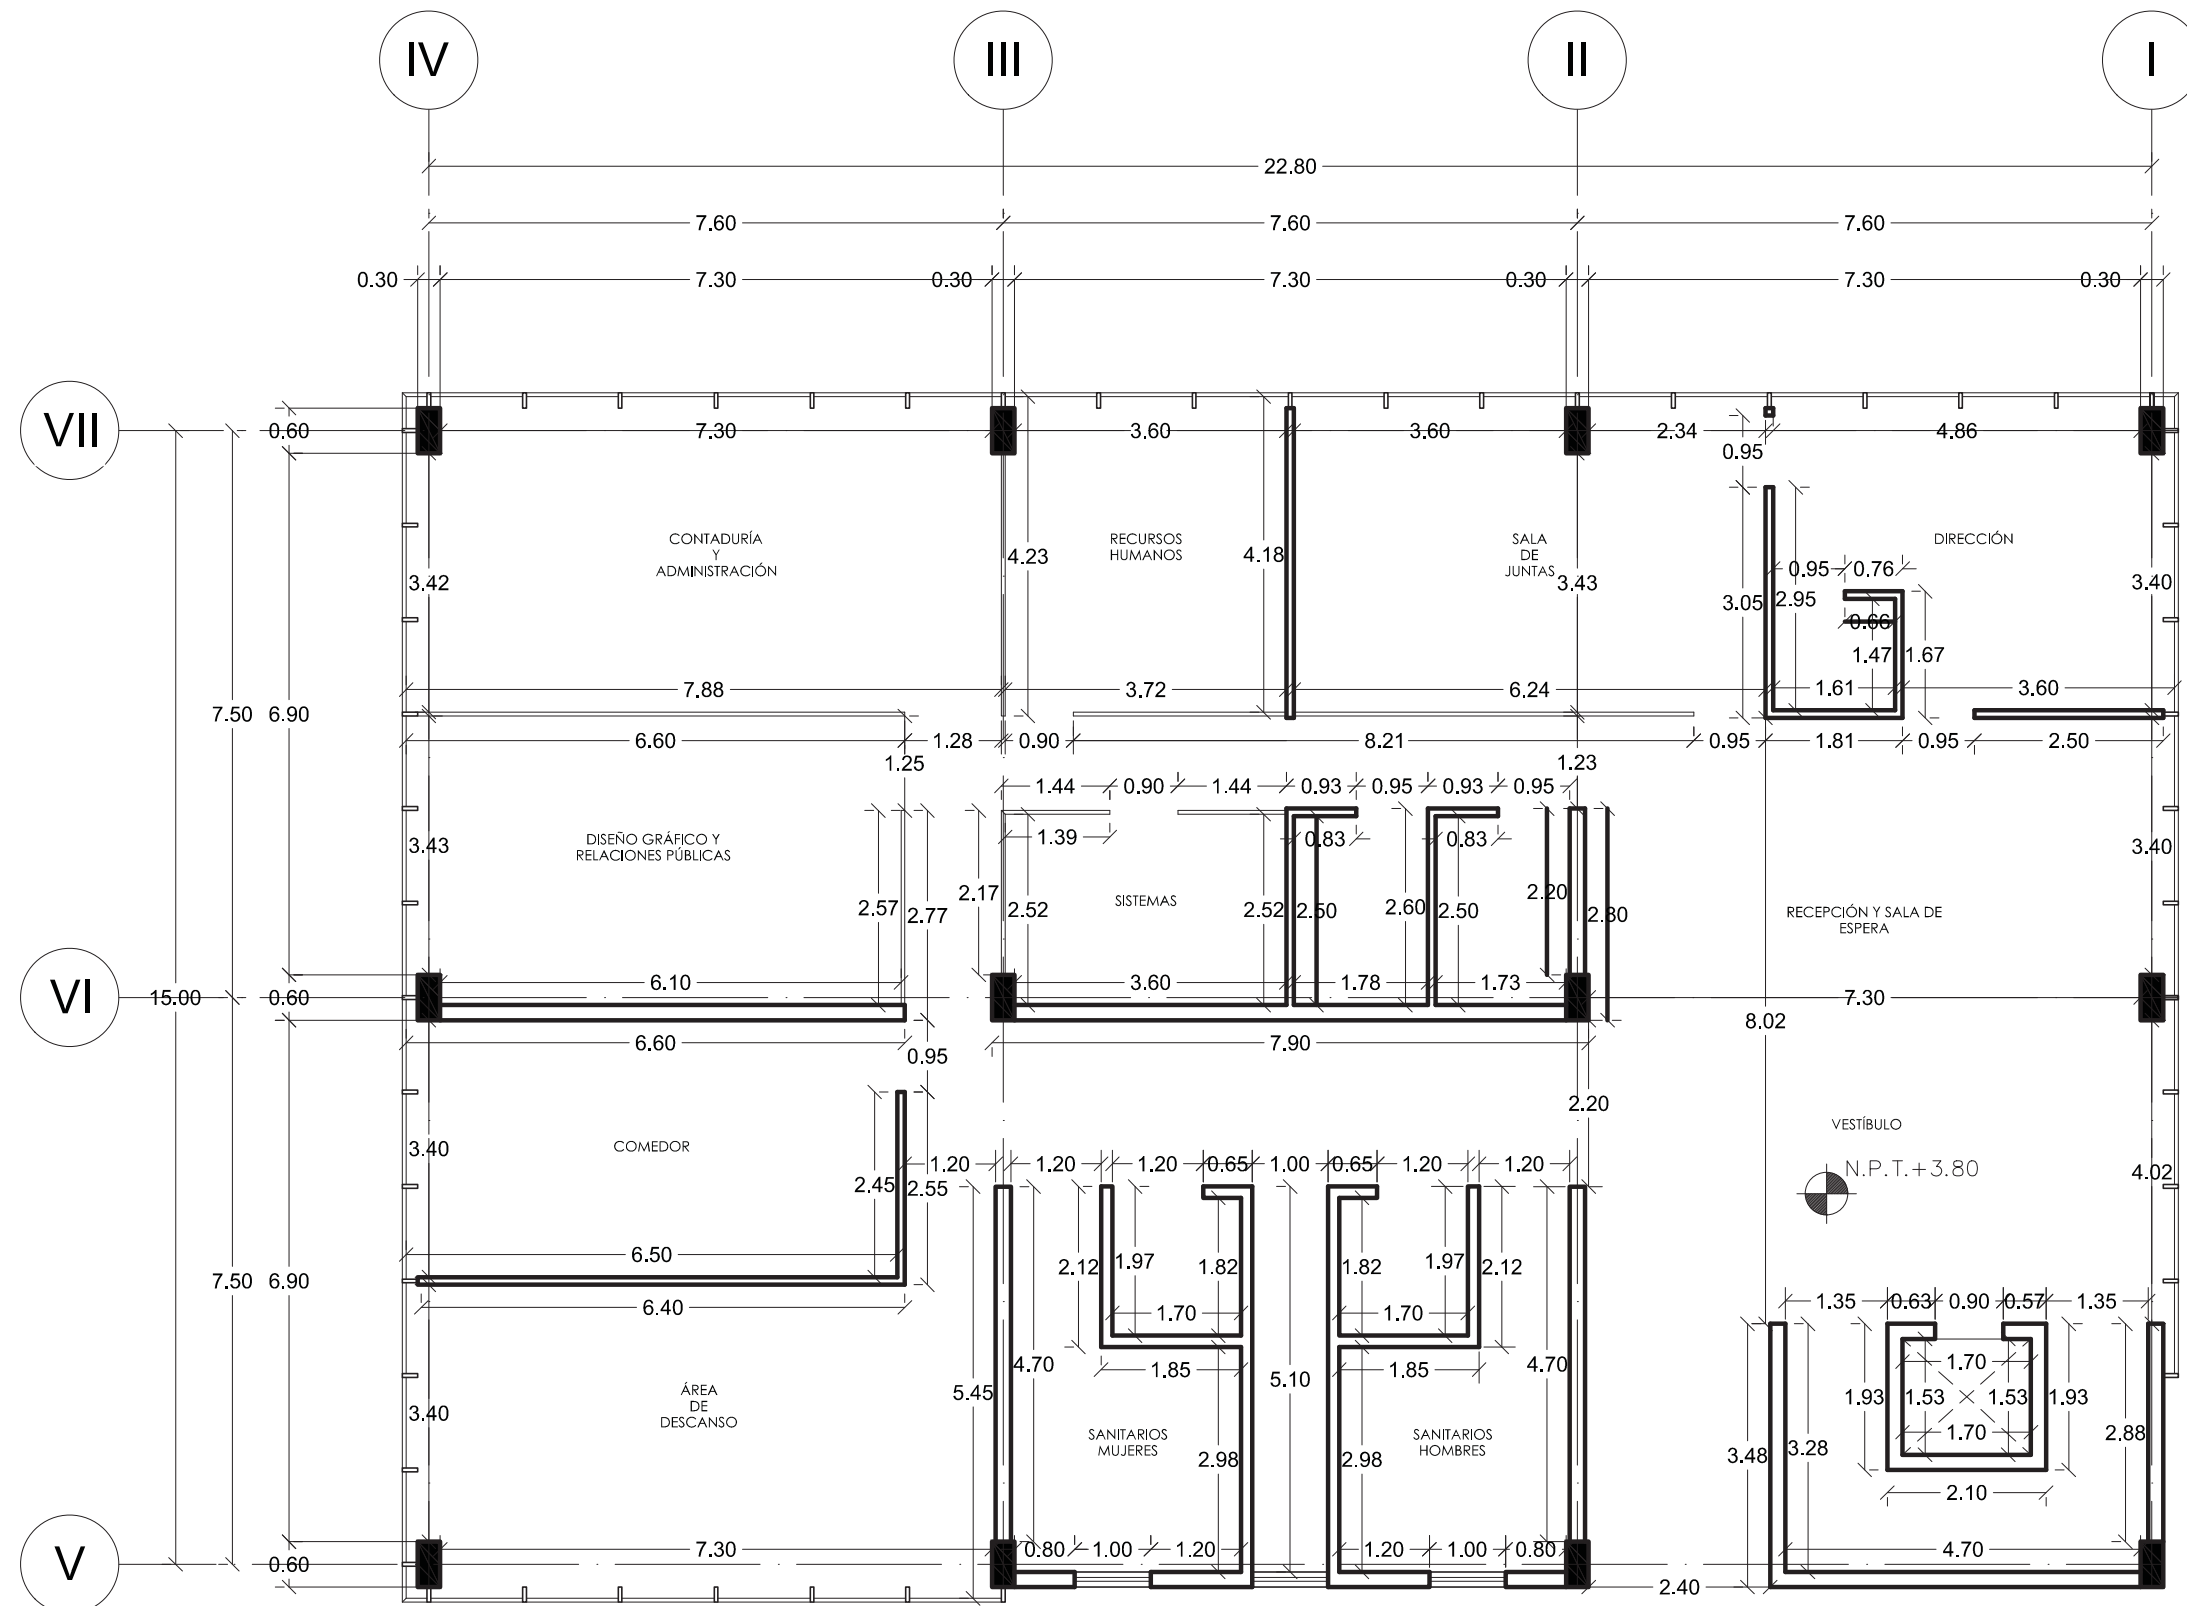 IV III II I
22.80
7.60 7.60 7.60
0.30 7.30 0.30 7.30 0.30 7.30 0.30
VII 0.60 7.30 3.60 3.60 2.34 4.86
0.95
CONTADURÍA
Y
ADMINISTRACIÓN
RECURSOS
HUMANOS
SALA
DE
JUNTAS
DIRECCIÓN
4.23 4.18
0.95 0.76
3.42 3.43 3.40
3.05 2.95
0.66
1.47 1.67
7.88 3.72 6.24 1.61 3.60
7.50 6.90
6.60 1.28 0.90 8.21 0.95 1.81 0.95 2.50
1.25 1.23
1.44 0.90 1.44 0.93 0.95 0.93 0.95
1.39 0.83 0.83
DISEÑO GRÁFICO Y
RELACIONES PÚBLICAS
3.43 3.40
SISTEMAS
2.57 2.77 2.17 2.52 2.52 2.50 2.60 2.50 2.20 2.80
RECEPCIÓN Y SALA DE
ESPERA
6.10 3.60 1.78 1.73
VI 15.00 0.60 7.30
8.02
6.60 7.90
0.95
2.20
COMEDOR
3.40
VESTÍBULO
N.P.T.+3.80
4.02
1.20 1.20 1.20 0.65 1.00 0.65 1.20 1.20
2.45 2.55
6.50
2.12 1.97 1.82 1.82 1.97 2.12
7.50 6.90
6.40
1.70 1.70
1.35 0.63 0.90 0.57 1.35
4.70 1.85 1.85 4.70
5.45 5.10
1.70
1.93 1.53 1.53 1.93
1.70
ÁREA
DE
DESCANSO
3.40
SANITARIOS
MUJERES
SANITARIOS
HOMBRES
2.98 2.98
3.48 3.28 2.88
2.10
7.30 0.80 1.00 1.20 1.20 1.00 0.80 4.70
V 0.60
2.40